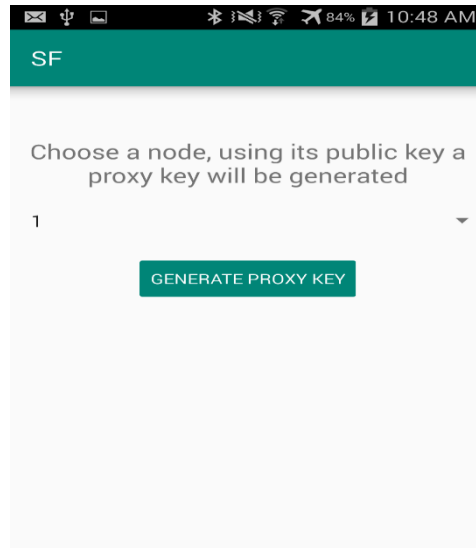 84% 10:48 AM
SF
Choose a node, using its public key a
proxy key will be generated
1
GENERATE PROXY KEY